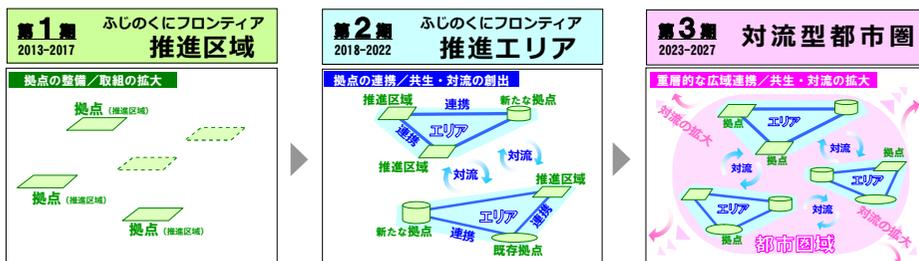 第1期
2013-2017
ふじのくにフロンティア
推進区域
拠点の整備/取組の拡大
拠点(推進区域)
拠点(推進区域)
拠点(推進区域)
第2期
2018-2022
ふじのくにフロンティア
推進エリア
拠点の連携/共生・対流の創出
推進区域
連携
新たな拠点
連携
エリア
推進区域
対流
対流
推進区域
エリア
連携
新たな拠点
連携
既存拠点
第3期
2023-2027
対流型都市圏
重層的な広域連携/共生・対流の拡大
対流の拡大
拠点
エリア
拠点
対流
対流
拠点
エリア
エリア
対流
拠点
対流の拡大
都市圏域